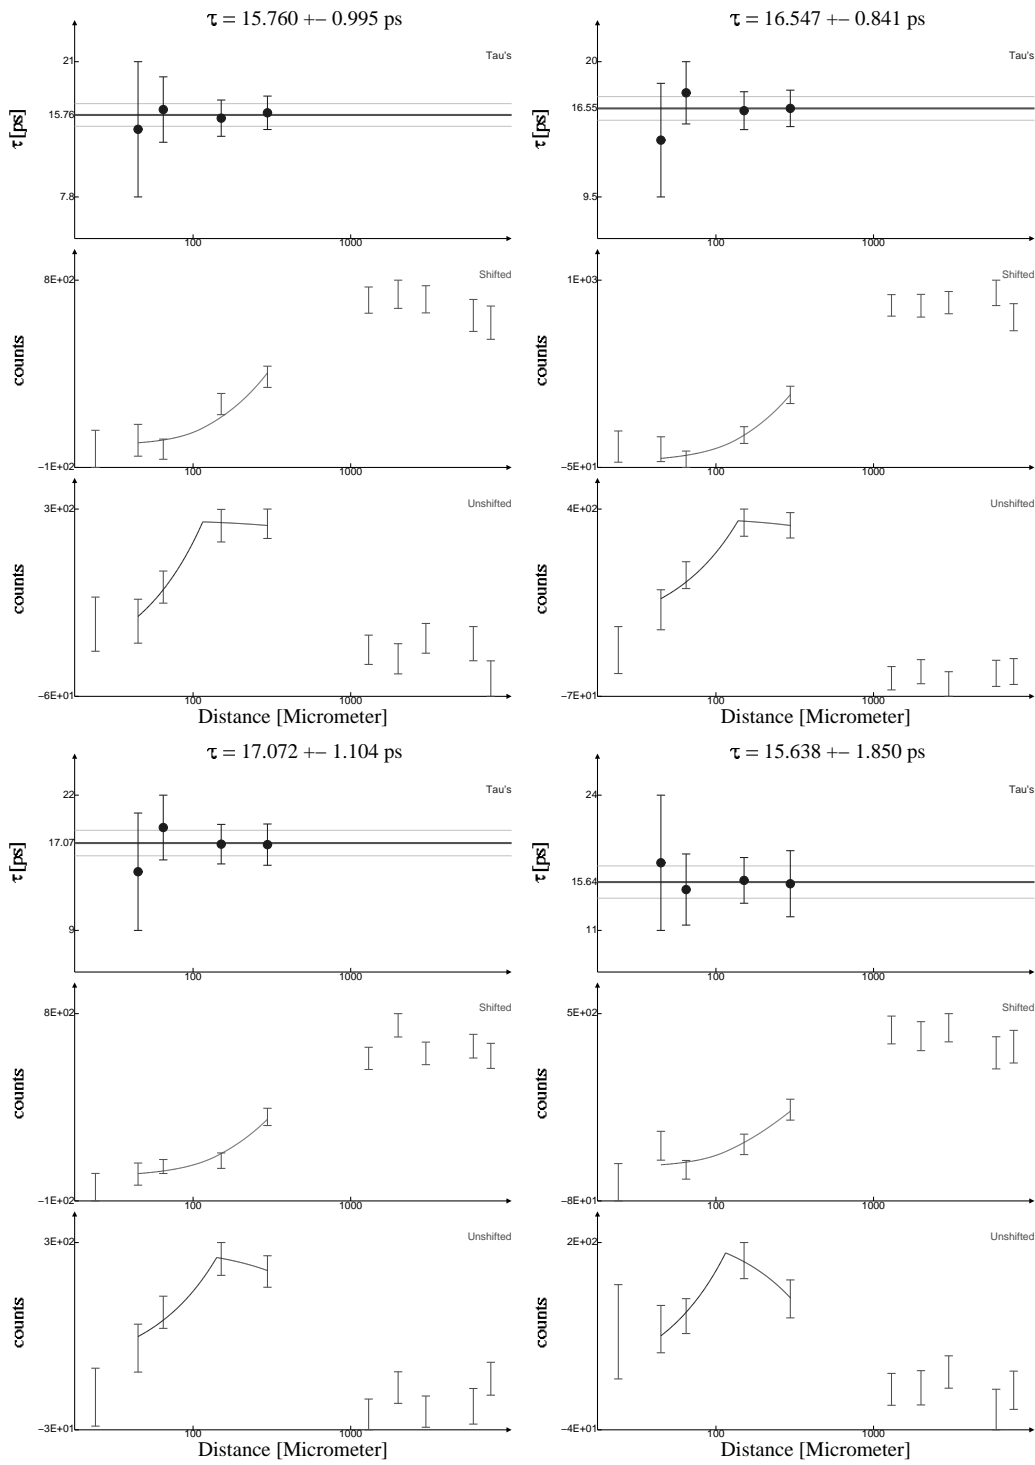 τ = 15.760 +− 0.995 ps
Tau's
21
15.76
7.8
τ [ps]
100
1000
Shifted
8E+02
−1E+02
counts
100
1000
Unshifted
3E+02
−6E+01
counts
100
1000
Distance [Micrometer]
τ = 16.547 +− 0.841 ps
Tau's
20
16.55
9.5
τ [ps]
100
1000
Shifted
1E+03
−5E+01
counts
100
1000
Unshifted
4E+02
−7E+01
counts
100
1000
Distance [Micrometer]
τ = 17.072 +− 1.104 ps
Tau's
22
17.07
9
τ [ps]
100
1000
Shifted
8E+02
−1E+02
counts
100
1000
Unshifted
3E+02
−3E+01
counts
100
1000
Distance [Micrometer]
τ = 15.638 +− 1.850 ps
Tau's
24
15.64
11
τ [ps]
100
1000
Shifted
5E+02
−8E+01
counts
100
1000
Unshifted
2E+02
−4E+01
counts
100
1000
Distance [Micrometer]